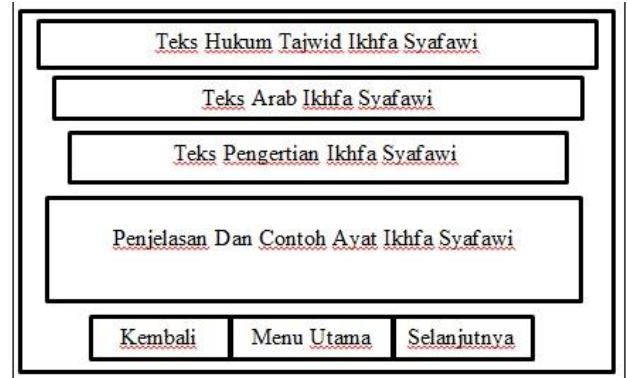 Teks Hukum Tajwid Ikhfa Syafawi
Teks Arab Ikhfa Syafawi
Teks Pengertian Ikhfa Syafawi
Penjelasan Dan Contoh Ayat Ikhfa Syafawi
Kembali Menu Utama Selanjutnya